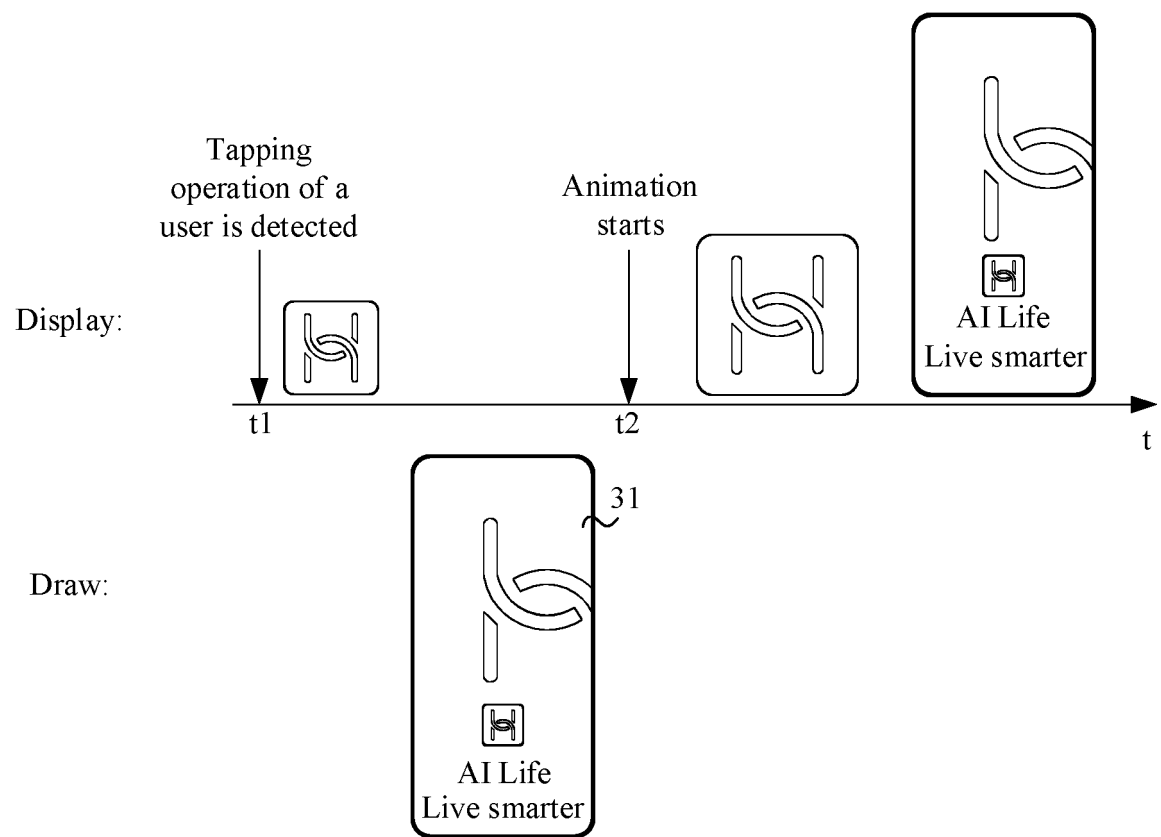 Tapping
operation of a
user is detected
Animation
starts
Display:
AI Life
Live smarter
t1
t2
t
31
Draw:
AI Life
Live smarter